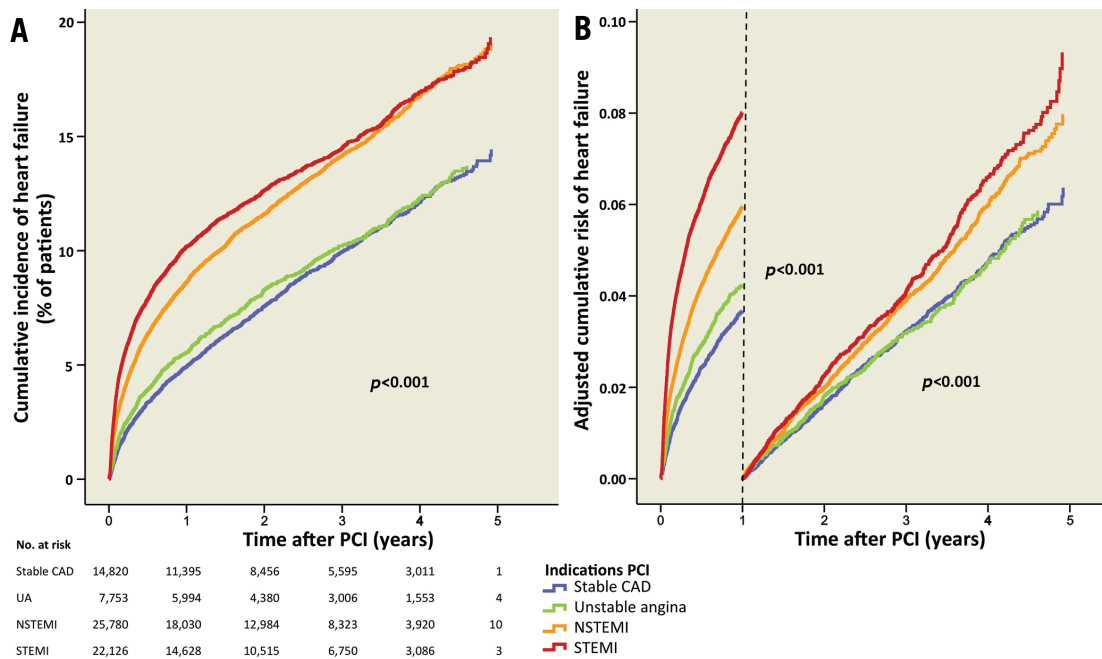 A
Cumulative incidence of heart failure
(% of patients)
20
15
10
5
0
p<0.001
0 1 2 3 4 5
Time after PCI (years)
B
Adjusted cumulative risk of heart failure
0.10
0.08
0.06
0.04
0.02
0.00
p<0.001
p<0.001
0 1 2 3 4 5
Time after PCI (years)
No. at risk
Stable CAD 14,820 11,395 8,456 5,595 3,011 1
UA 7,753 5,994 4,380 3,006 1,553 4
NSTEMI 25,780 18,030 12,984 8,323 3,920 10
STEMI 22,126 14,628 10,515 6,750 3,086 3
Indications PCI
Stable CAD
Unstable angina
NSTEMI
STEMI